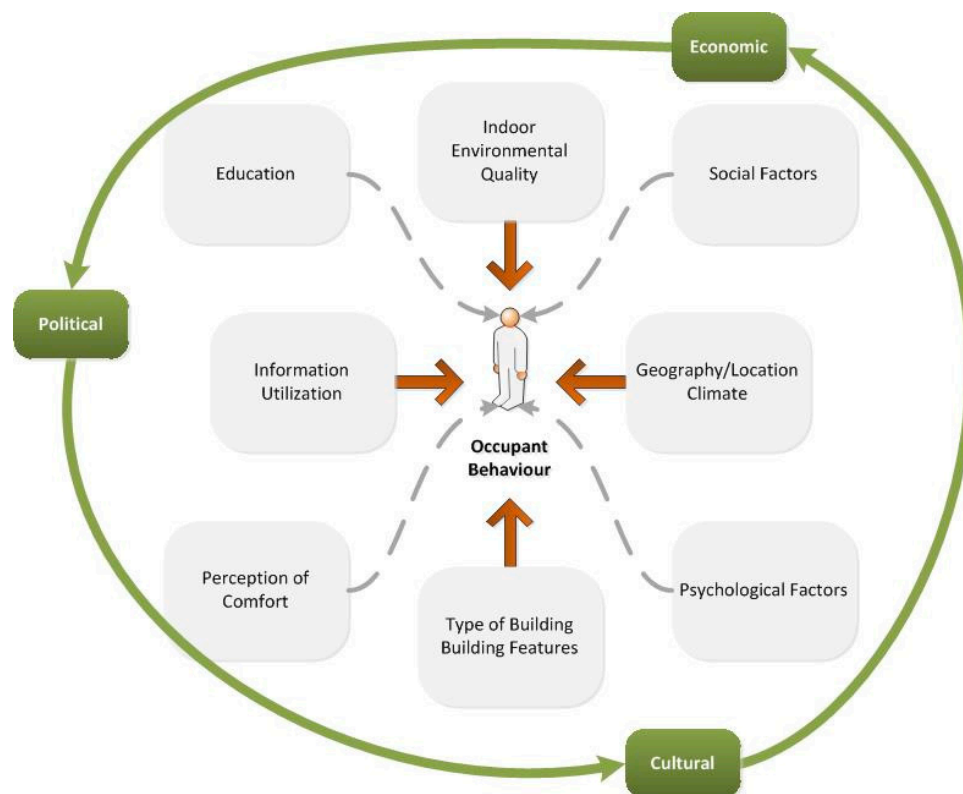 Economic
Indoor
Environmental
Quality
Education
Social Factors
Political
Information
Utilization
Geography/Location
Climate
Occupant
Behaviour
Perception of
Comfort
Psychological Factors
Type of Building
Building Features
Cultural